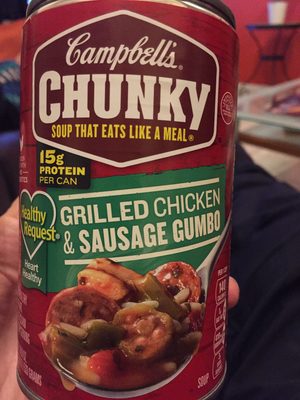 Campbell's®
CHUNKY®
SOUP THAT EATS LIKE A MEAL®
15g
PROTEIN
PER CAN
Healthy
Request®
Heart
Healthy
GRILLED CHICKEN
& SAUSAGE GUMBO
SOUP